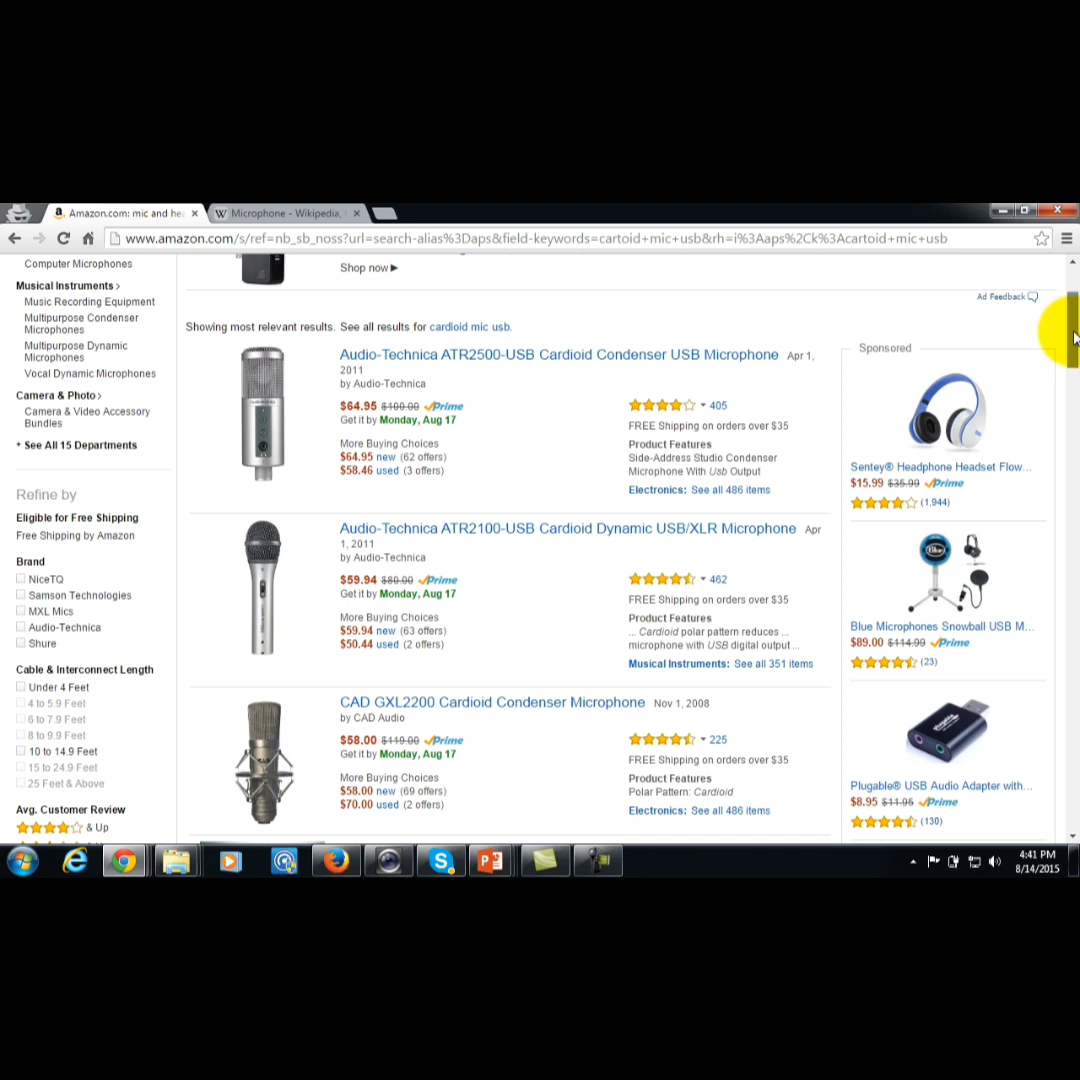 Amazon.com: mic and he
Microphone - Wikipedia,
www.amazon.com/s/ref=nb_sb_noss?url=search-alias%3Daps&field-keywords=cartoid+mic+usb&rh=i%3Aaps%2Ck%3Acartoid+mic+usb
Computer Microphones
Musical Instruments ›
Music Recording Equipment
Multipurpose Condenser
Microphones
Multipurpose Dynamic
Microphones
Vocal Dynamic Microphones
Camera & Photo ›
Camera & Video Accessory
Bundles
+ See All 15 Departments
Refine by
Eligible for Free Shipping
Free Shipping by Amazon
Brand
NiceTQ
Samson Technologies
MXL Mics
Audio-Technica
Shure
Cable & Interconnect Length
Under 4 Feet
4 to 5.9 Feet
6 to 7.9 Feet
8 to 9.9 Feet
10 to 14.9 Feet
15 to 24.9 Feet
25 Feet & Above
Avg. Customer Review
& Up
Shop now ▶
Ad Feedback
Showing most relevant results. See all results for cardioid mic usb.
Audio-Technica ATR2500-USB Cardioid Condenser USB Microphone Apr 1,
2011
by Audio-Technica
$64.95 $100.00 Prime
Get it by Monday, Aug 17
More Buying Choices
$64.95 new (62 offers)
$58.46 used (3 offers)
405
FREE Shipping on orders over $35
Product Features
Side-Address Studio Condenser
Microphone With Usb Output
Electronics: See all 486 items
Audio-Technica ATR2100-USB Cardioid Dynamic USB/XLR Microphone Apr
1, 2011
by Audio-Technica
$59.94 $80.00 Prime
Get it by Monday, Aug 17
More Buying Choices
$59.94 new (63 offers)
$50.44 used (2 offers)
462
FREE Shipping on orders over $35
Product Features
... Cardioid polar pattern reduces ...
microphone with USB digital output ...
Musical Instruments: See all 351 items
CAD GXL2200 Cardioid Condenser Microphone Nov 1, 2008
by CAD Audio
$58.00 $119.00 Prime
Get it by Monday, Aug 17
More Buying Choices
$58.00 new (69 offers)
$70.00 used (2 offers)
225
FREE Shipping on orders over $35
Product Features
Polar Pattern: Cardioid
Electronics: See all 486 items
Sponsored
Sentey® Headphone Headset Flow...
$15.99 $35.99 Prime
(1,944)
Blue
Blue Microphones Snowball USB M...
$89.00 $114.99 Prime
(23)
Plugable® USB Audio Adapter with...
$8.95 $11.95 Prime
(130)
4:41 PM
8/14/2015